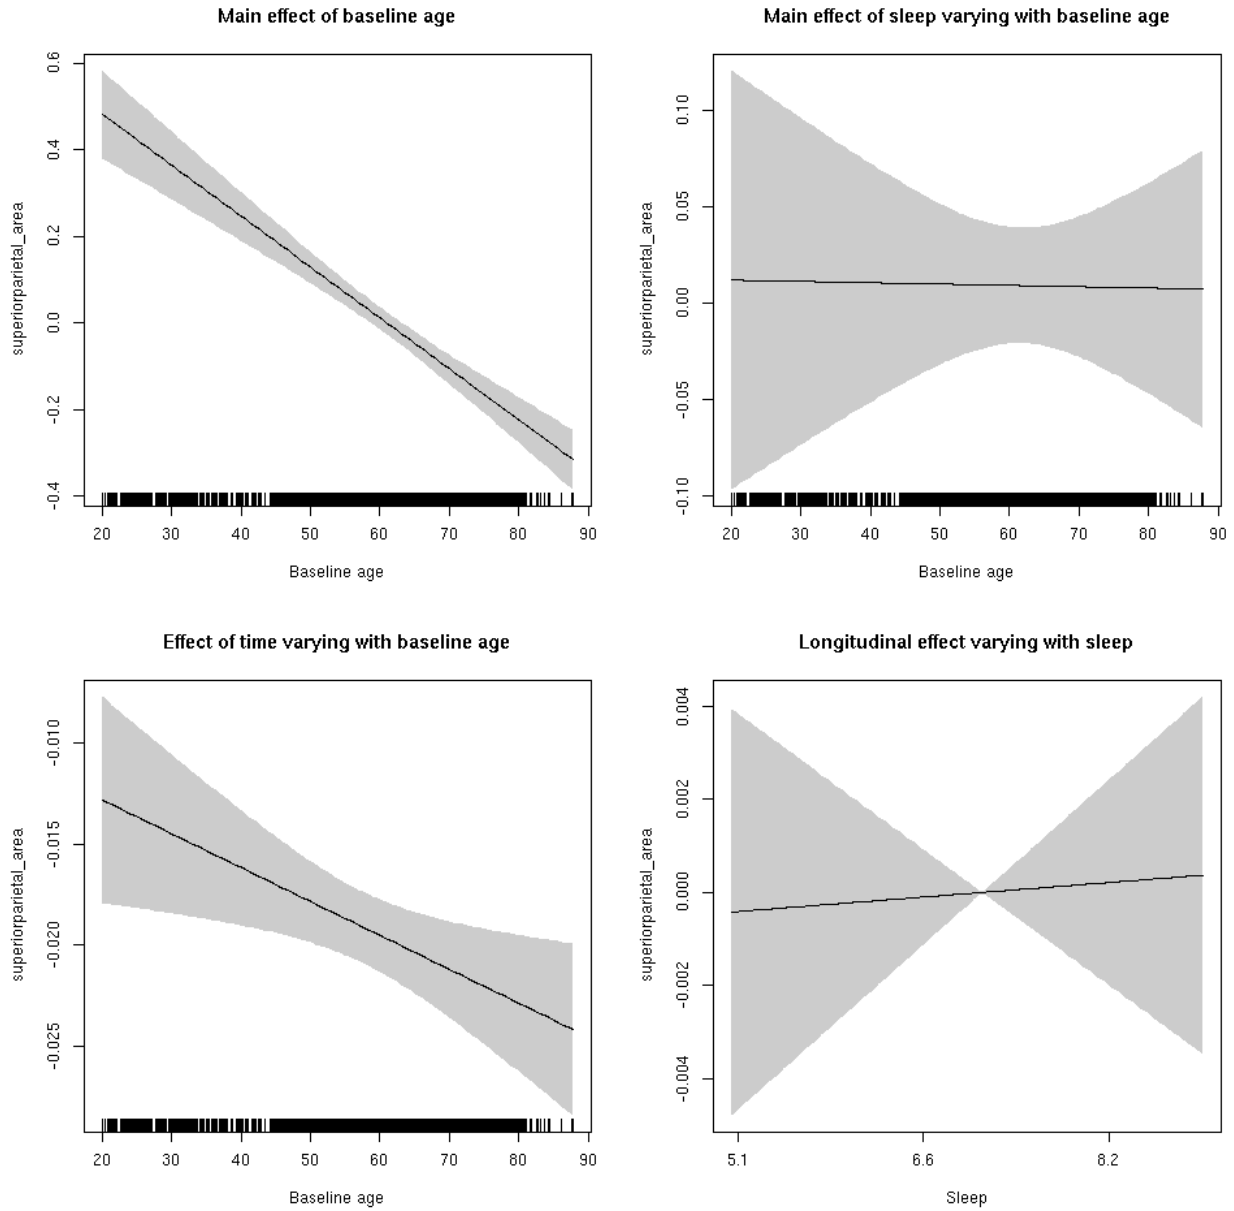 Main effect of baseline age
superiorparietal_area
0.6
0.4
0.2
0.0
-0.2
-0.4
20 30 40 50 60 70 80 90
Baseline age
Main effect of sleep varying with baseline age
superiorparietal_area
0.10
0.05
0.00
-0.05
-0.10
20 30 40 50 60 70 80 90
Baseline age
Effect of time varying with baseline age
superiorparietal_area
-0.010
-0.015
-0.020
-0.025
20 30 40 50 60 70 80 90
Baseline age
Longitudinal effect varying with sleep
superiorparietal_area
0.004
0.002
0.000
-0.002
-0.004
5.1 6.6 8.2
Sleep